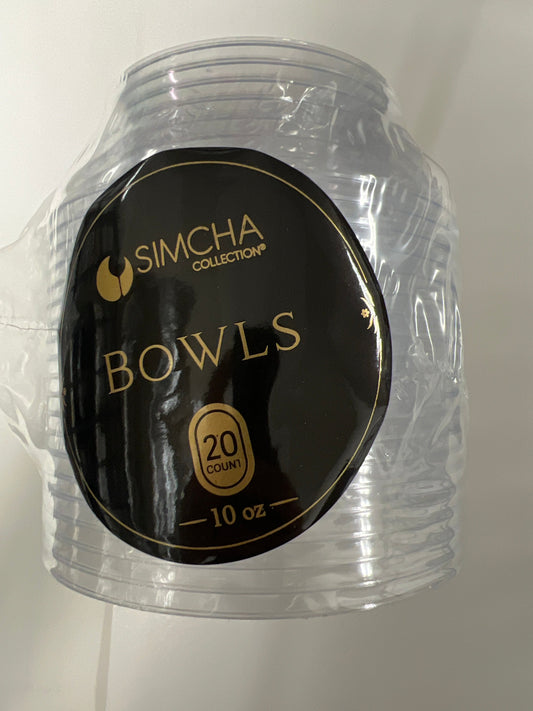 SIMCHA
COLLECTION®
BOWLS
20
COUNT
— 10 oz —